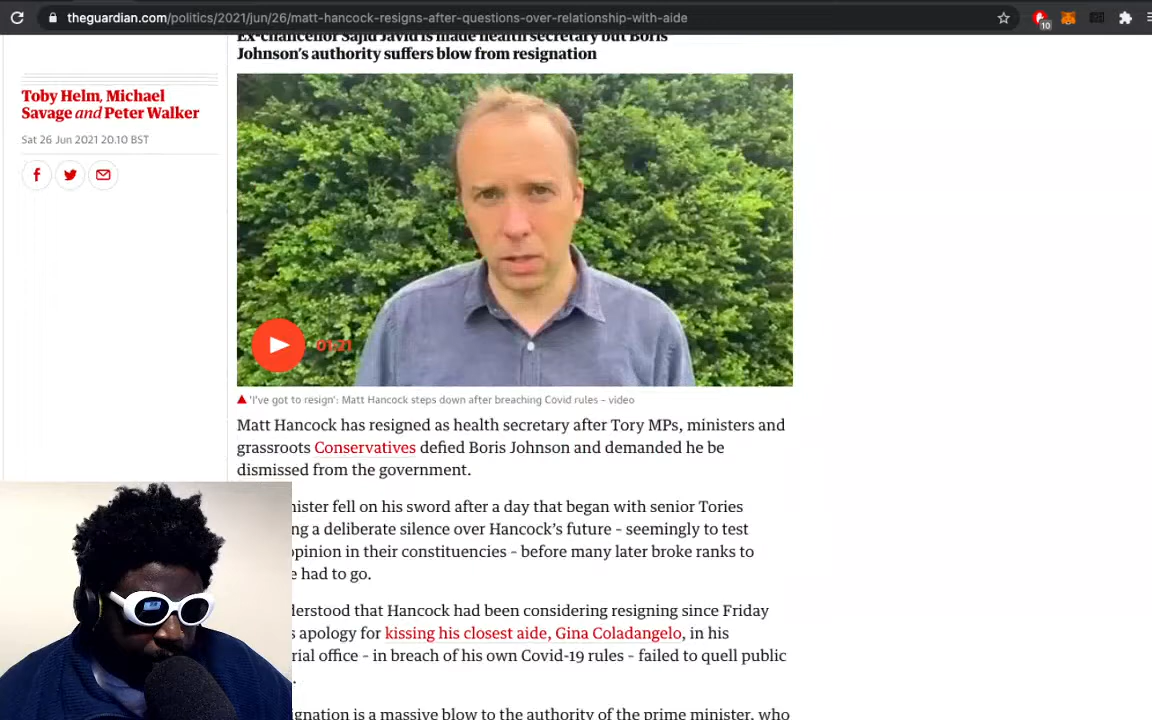 theguardian.com/politics/2021/jun/26/matt-hancock-resigns-after-questions-over-relationship-with-aide
10
Ex-chancellor Sajid Javid is made health secretary but Boris
Johnson's authority suffers blow from resignation
Toby Helm, Michael
Savage and Peter Walker
Sat 26 Jun 2021 20.10 BST
01:21
'I've got to resign': Matt Hancock steps down after breaching Covid rules – video
Matt Hancock has resigned as health secretary after Tory MPs, ministers and
grassroots Conservatives defied Boris Johnson and demanded he be
dismissed from the government.
fell on his sword after a day that began with senior Tories
a deliberate silence over Hancock's future – seemingly to test
opinion in their constituencies – before many later broke ranks to
had to go.
that Hancock had been considering resigning since Friday
apology for kissing his closest aide, Gina Coladangelo, in his
office – in breach of his own Covid-19 rules – failed to quell public
is a massive blow to the authority of the prime minister, who